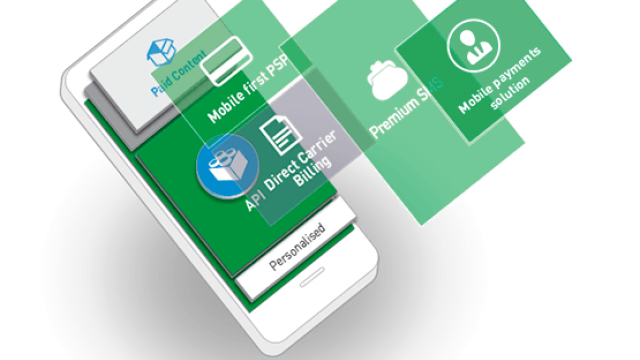 Paid Content
Mobile first PSP
Premium SMS
Mobile payments
solution
API
Direct Carrier
Billing
Personalised